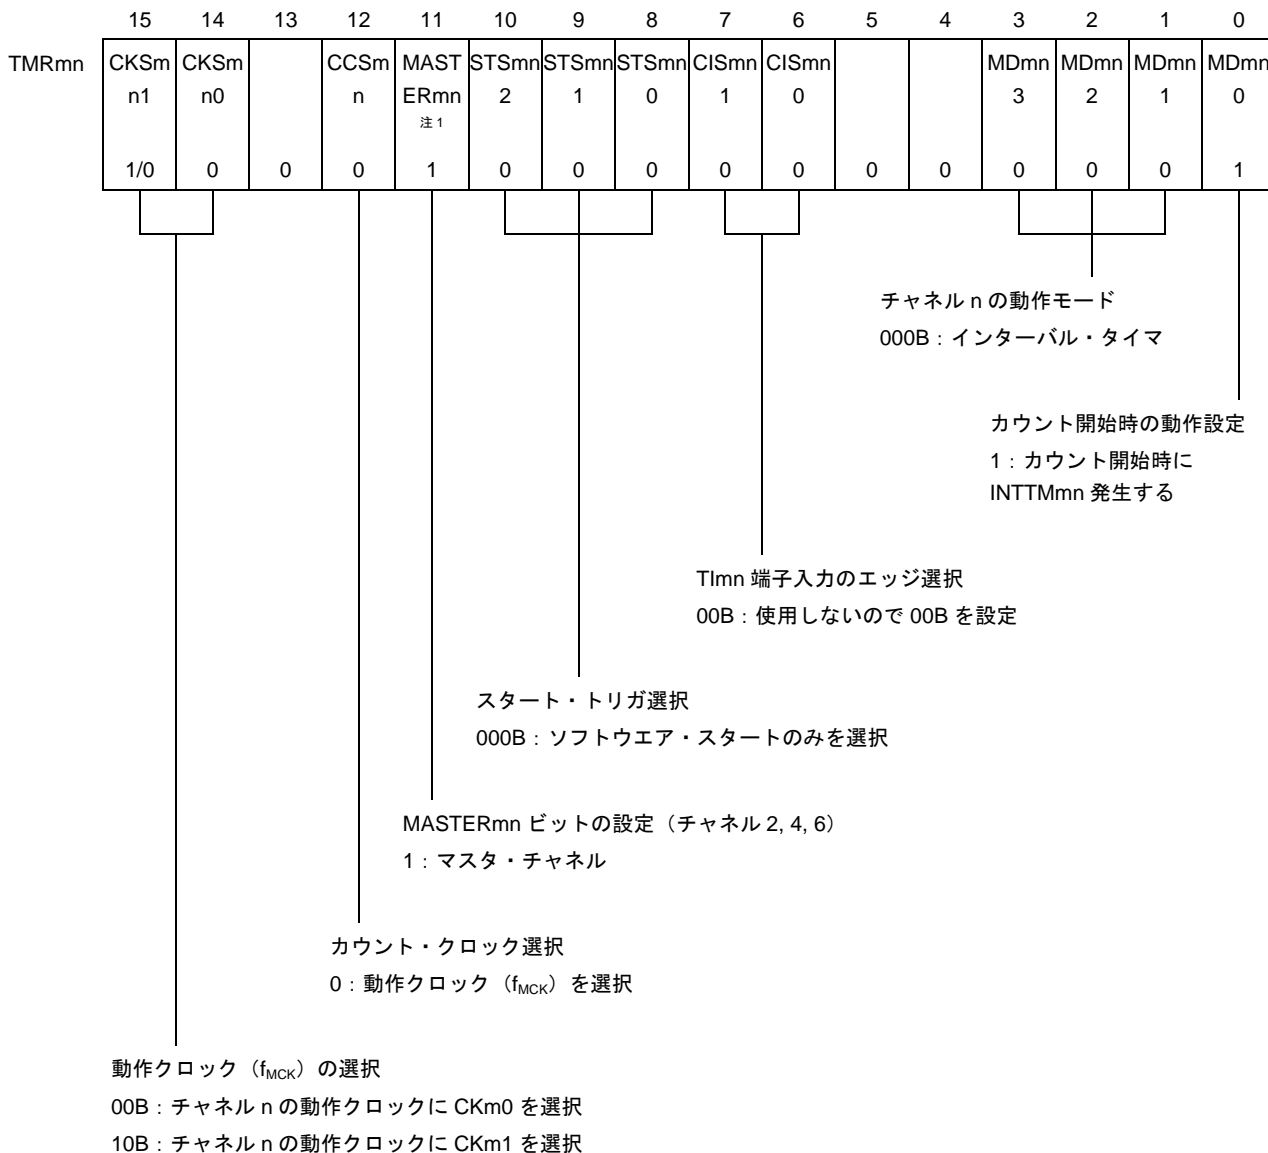 15 14 13 12 11 10 9 8 7 6 5 4 3 2 1 0
TMRmn CKSm CKSm CCSm MAST STSmn STSmn STSmn CISmn CISmn MDmn MDmn MDmn MDmn
n1 n0 n ERmn 2 1 0 1 0 3 2 1 0
注 1
1/0 0 0 0 1 0 0 0 0 0 0 0 0 0 0 1
チャネル n の動作モード
000B：インターバル・タイマ
カウント開始時の動作設定
1：カウント開始時に
INTTMmn 発生する
TImn 端子入力のエッジ選択
00B：使用しないので 00B を設定
スタート・トリガ選択
000B：ソフトウエア・スタートのみを選択
MASTERmn ビットの設定（チャネル 2, 4, 6）
1：マスタ・チャネル
カウント・クロック選択
0：動作クロック（fMCK）を選択
動作クロック（fMCK）の選択
00B：チャネル n の動作クロックに CKm0 を選択
10B：チャネル n の動作クロックに CKm1 を選択